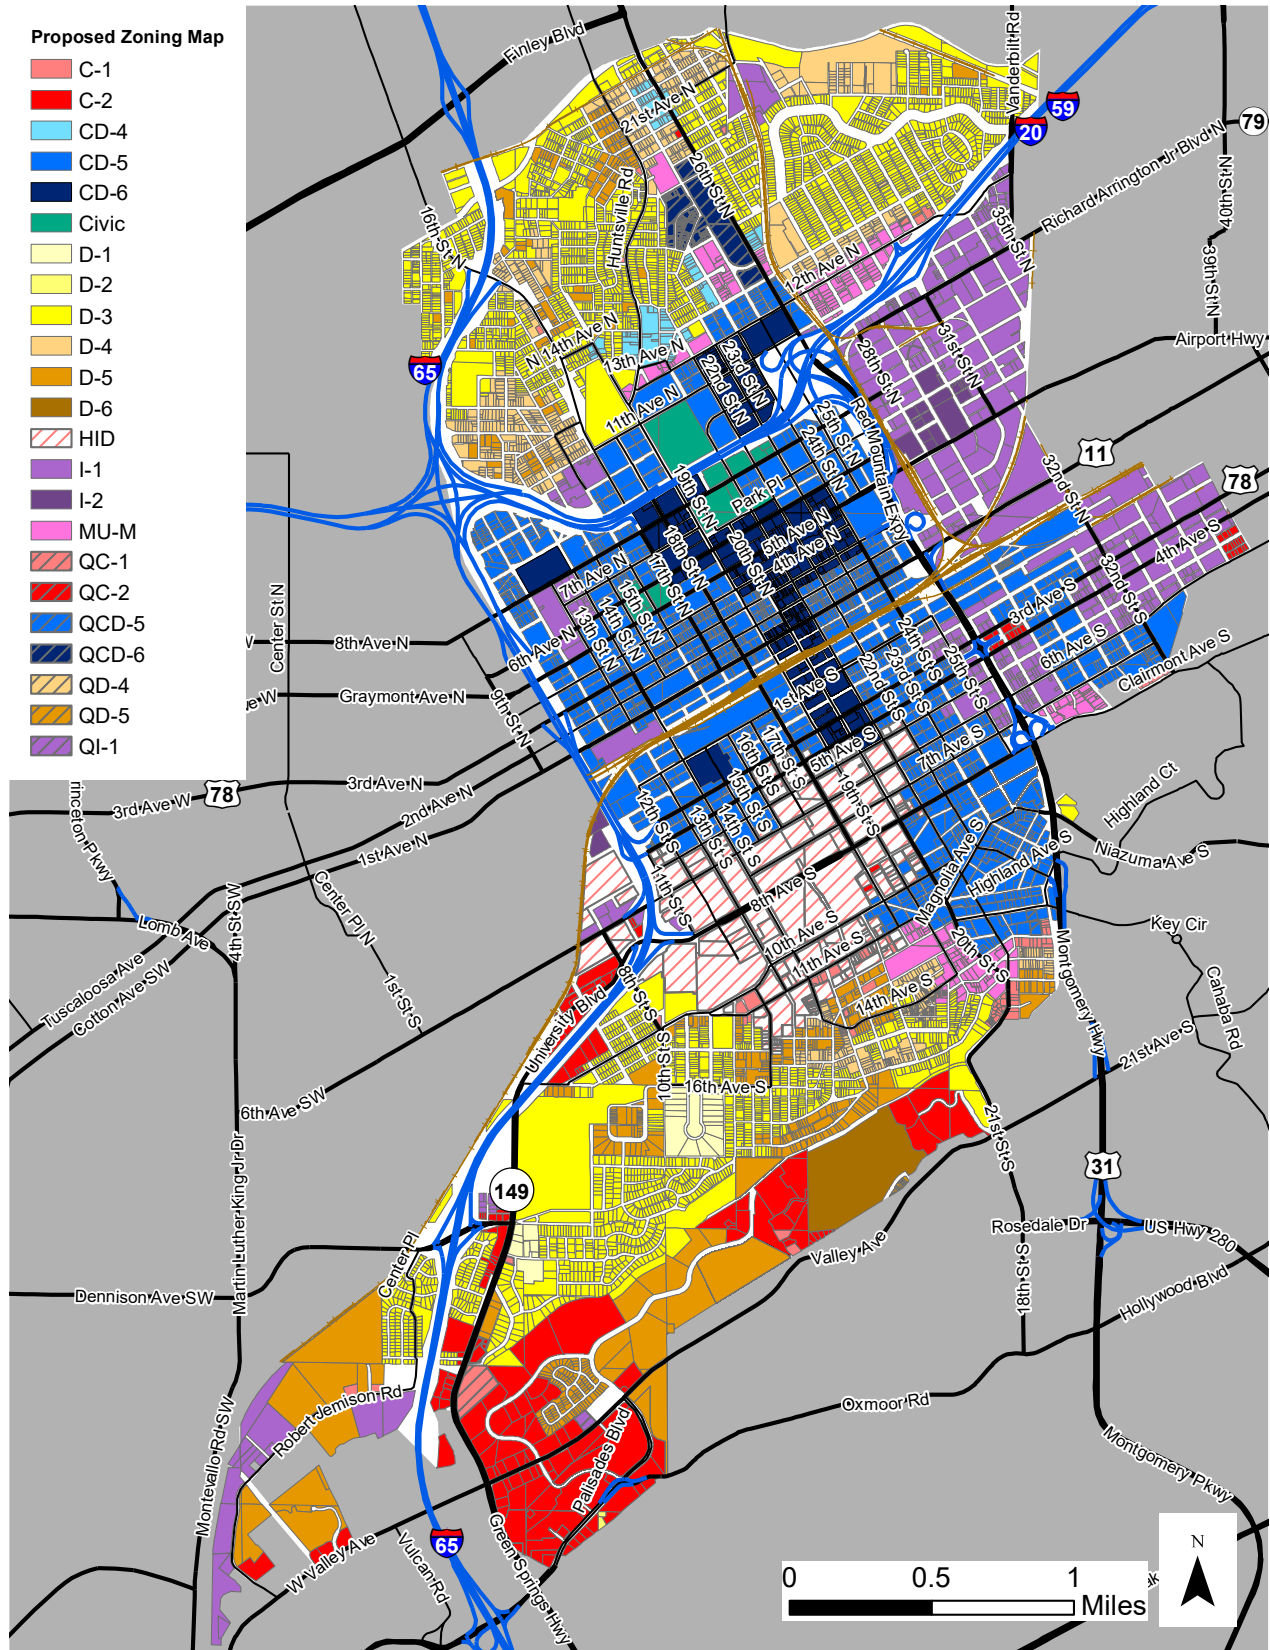 Proposed Zoning Map
C-1
C-2
CD-4
CD-5
CD-6
Civic
D-1
D-2
D-3
D-4
D-5
D-6
HID
I-1
I-2
MU-M
QC-1
QC-2
QCD-5
QCD-6
QD-4
QD-5
QI-1
Finley Blvd
Vanderbilt Rd
59
20
79
21st Ave N
26th St N
Huntsville Rd
16th St N
Richard Arrington Jr Blvd N
40th St N
39th St N
35th St N
12th Ave N
Airport Hwy
N 14th Ave N
13th Ave N
65
11th Ave N
22nd St N
23rd St N
28th St N
31st St N
25th St N
24th St N
Red Mountain Expy
11
78
32nd St N
19th St N
Park Pl
18th St N
17th St N
20th St N
5th Ave N
4th Ave N
4th Ave S
7th Ave N
15th St N
14th St N
13th St N
6th Ave N
3rd Ave S
32nd St S
6th Ave S
Clairmont Ave S
Center St N
8th Ave N
Graymont Ave N
9th St N
24th St S
25th St S
23rd St S
22nd St S
1st Ave S
5th Ave S
7th Ave S
17th St S
16th St S
15th St S
14th St S
13th St S
12th St S
11th St S
19th St S
3rd Ave W
78
3rd Ave N
2nd Ave N
1st Ave N
Highland Ct
Niazuma Ave S
Highland Ave S
Magnolia Ave S
8th Ave S
10th Ave S
11th Ave S
20th St S
14th Ave S
Key Cir
Cahaba Rd
Montgomery Hwy
21st Ave S
Lomb Ave
4th St SW
Center Pl N
1st St S
Tuscaloosa Ave
Cotton Ave SW
6th Ave SW
University Blvd
8th St S
10th St S
16th Ave S
Martin Luther King Jr Dr
149
21st St S
31
Rosedale Dr
US Hwy 280
Valley Ave
18th St S
Hollywood Blvd
Center Pl
Dennison Ave SW
Robert Jemison Rd
Montevallo Rd SW
Oxmoor Rd
Palisades Blvd
Montgomery Pkwy
W Valley Ave
Vulcan Rd
65
Green Springs Hwy
0 0.5 1
Miles
N